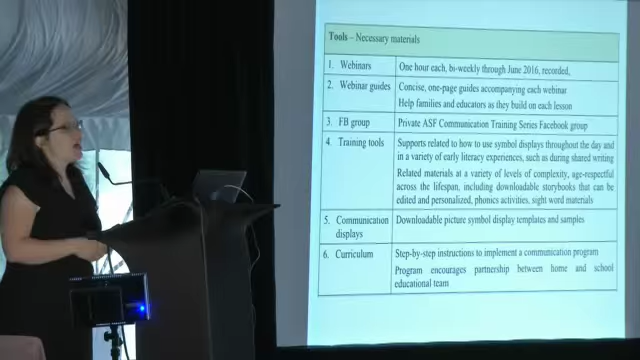 Tools – Necessary materials
1. Webinars
One hour each, bi-weekly through June 2016, recorded,
2. Webinar guides
Concise, one-page guides accompanying each webinar
Help families and educators as they build on each lesson
3. FB group
Private ASF Communication Training Series Facebook group
4. Training tools
Supports related to how to use symbol displays throughout the day and
in a variety of early literacy experiences, such as during shared writing
Related materials at a variety of levels of complexity, age-respectful
across the lifespan, including downloadable storybooks that can be
edited and personalized, phonics activities, sight word materials
5. Communication
displays
Downloadable picture symbol display templates and samples
6. Curriculum
Step-by-step instructions to implement a communication program
Program encourages partnership between home and school
educational team